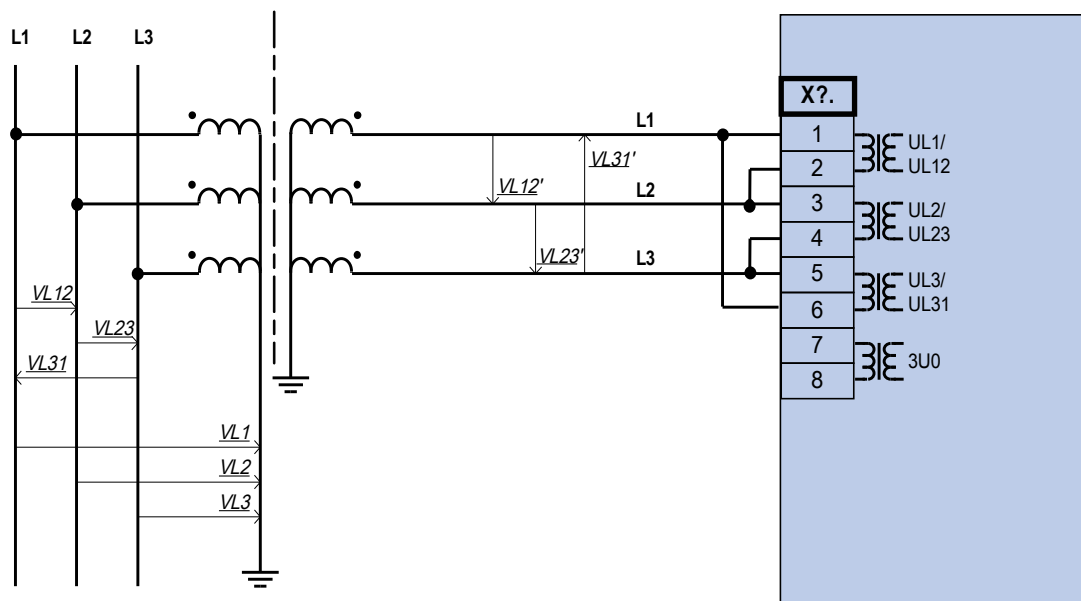 L1 L2 L3
X?.
L1
1
UL1/
UL12
2
VL31'
VL12'
L2
3
UL2/
UL23
4
VL23'
L3
5
UL3/
UL31
6
VL12
VL23
7
3U0
VL31
8
VL1
VL2
VL3